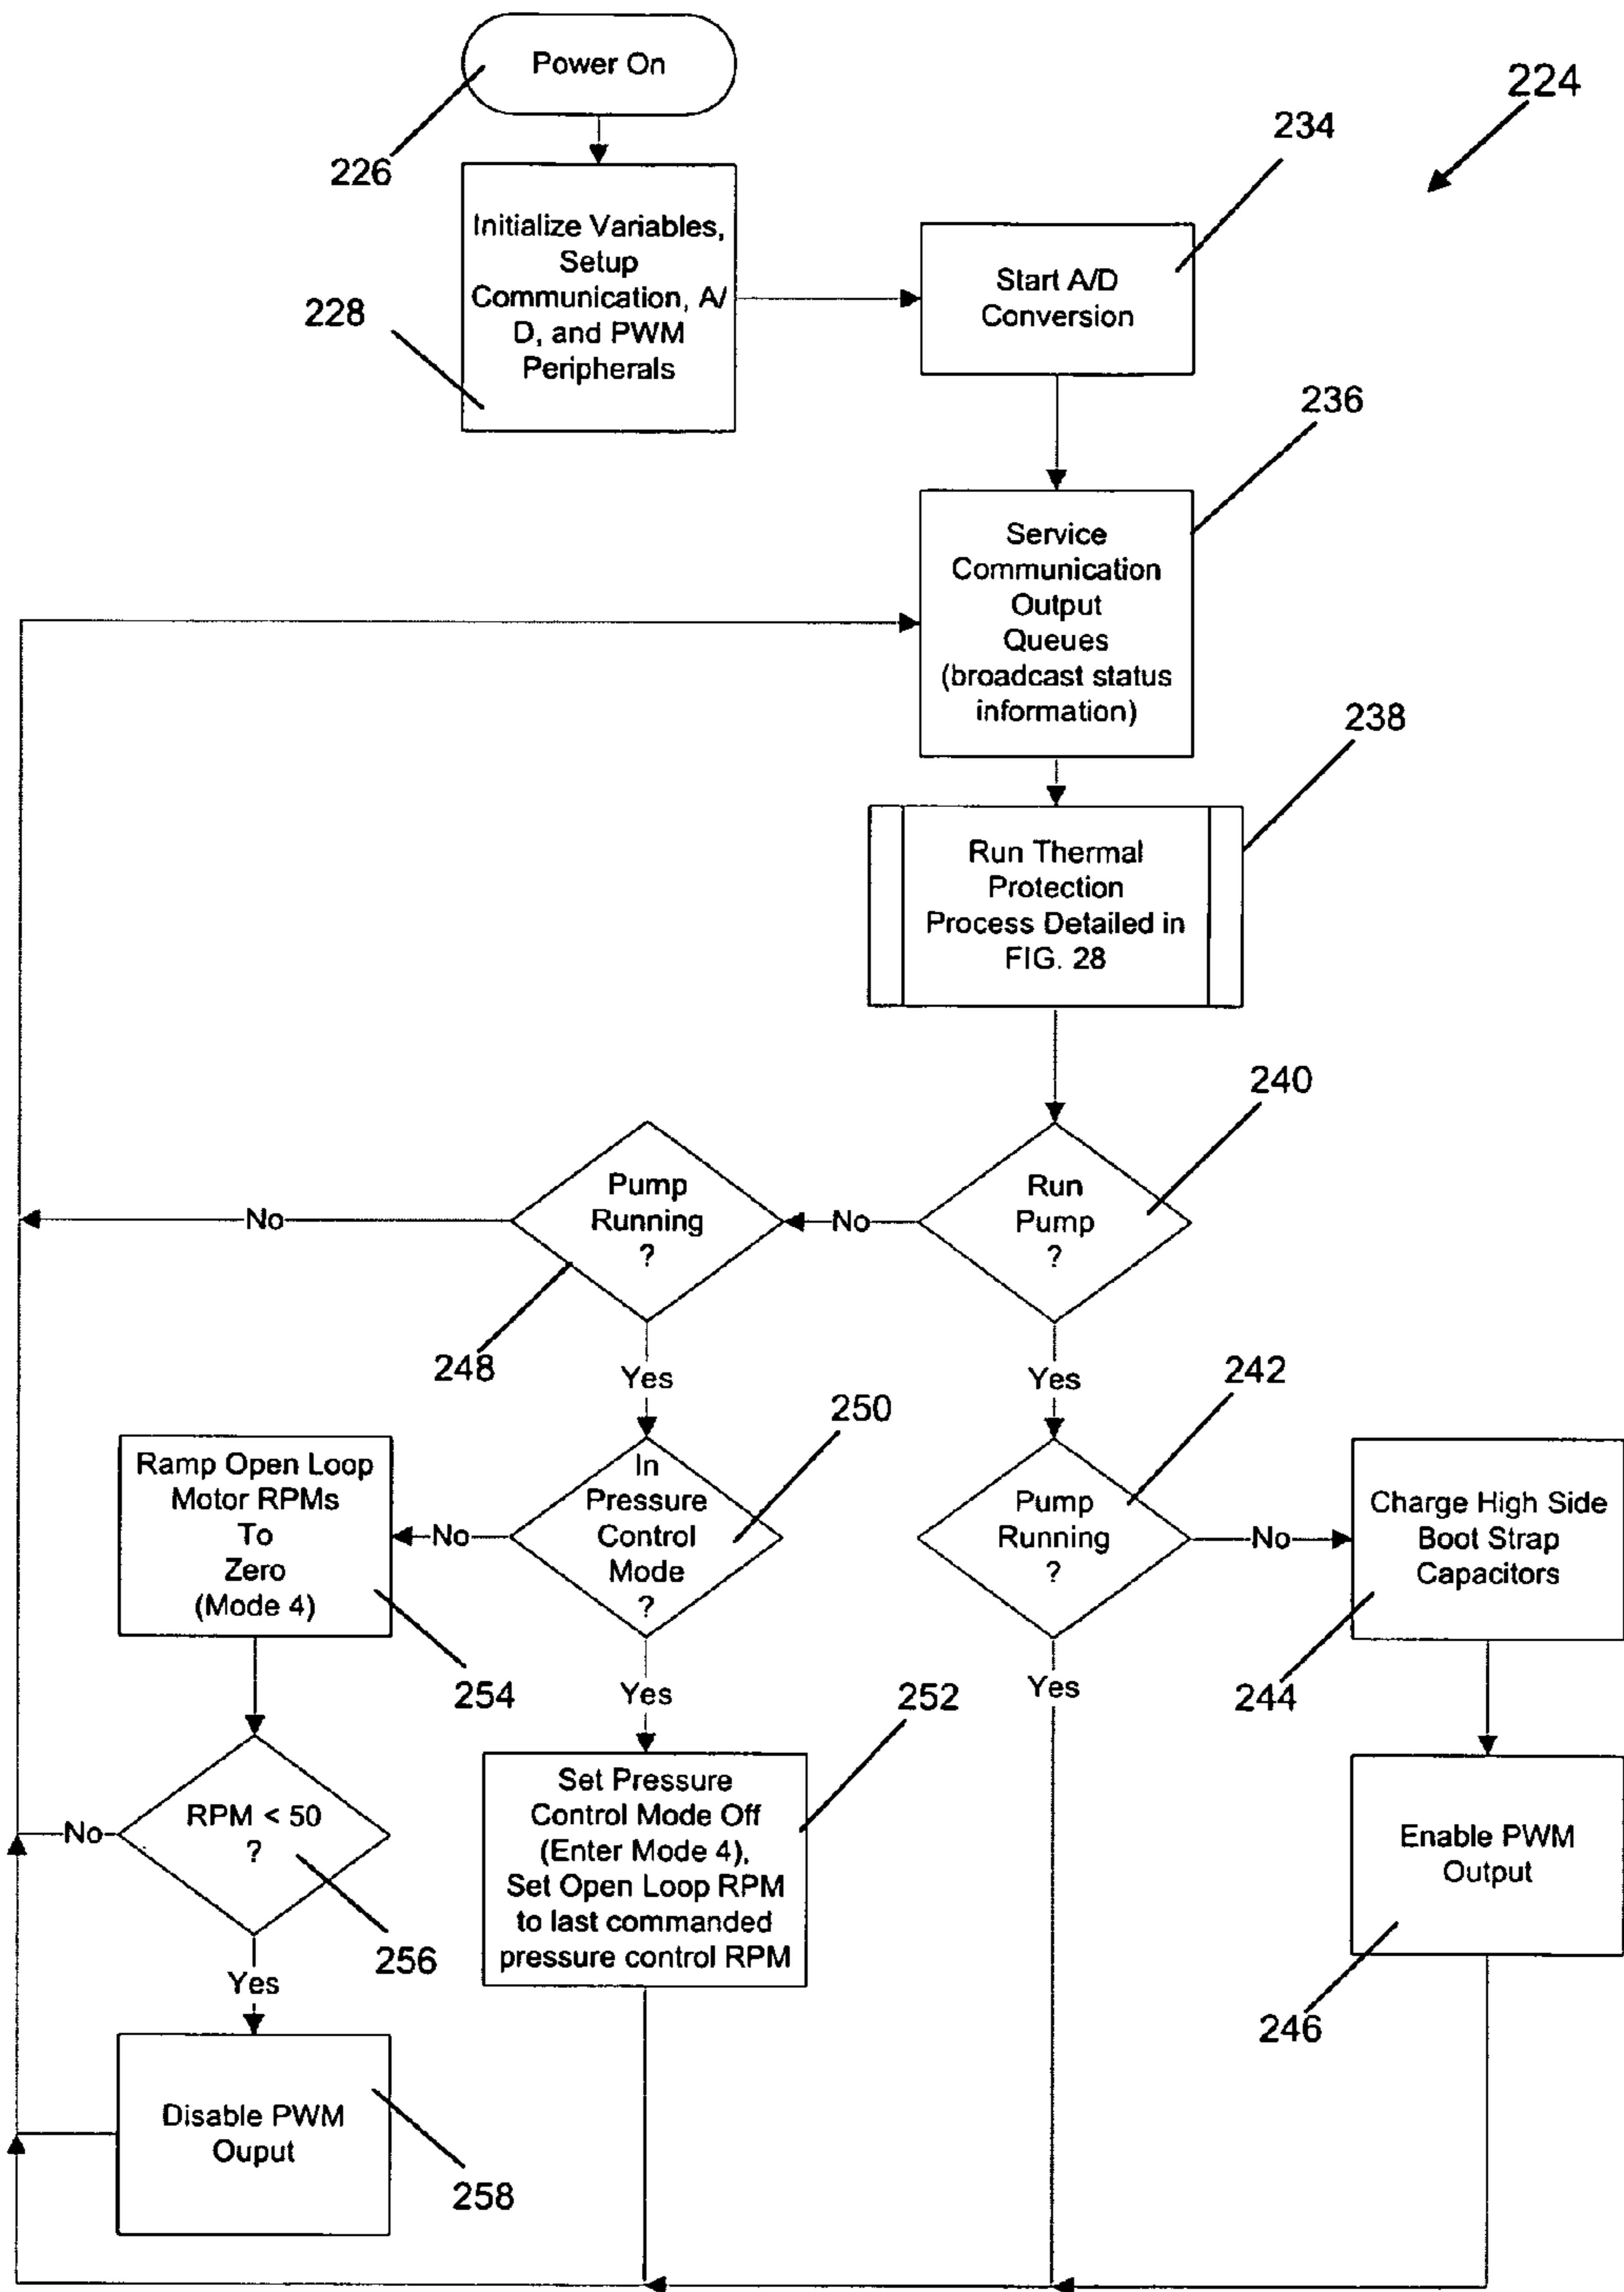 Power On
224
234
226
Initialize Variables,
Setup
Communication, A/
D, and PWM
Peripherals
Start A/D
Conversion
228
236
Service
Communication
Output
Queues
(broadcast status
information)
238
Run Thermal
Protection
Process Detailed in
FIG. 28
240
Pump
Running
?
Run
Pump
?
No
No
248
Yes
Yes
242
250
Ramp Open Loop
Motor RPMs
To
Zero
(Mode 4)
In
Pressure
Control
Mode
?
Pump
Running
?
Charge High Side
Boot Strap
Capacitors
No
No
254
Yes
252
Yes
244
RPM < 50
?
No
Set Pressure
Control Mode Off
(Enter Mode 4),
Set Open Loop RPM
to last commanded
pressure control RPM
Enable PWM
Output
256
Yes
246
Disable PWM
Ouput
258